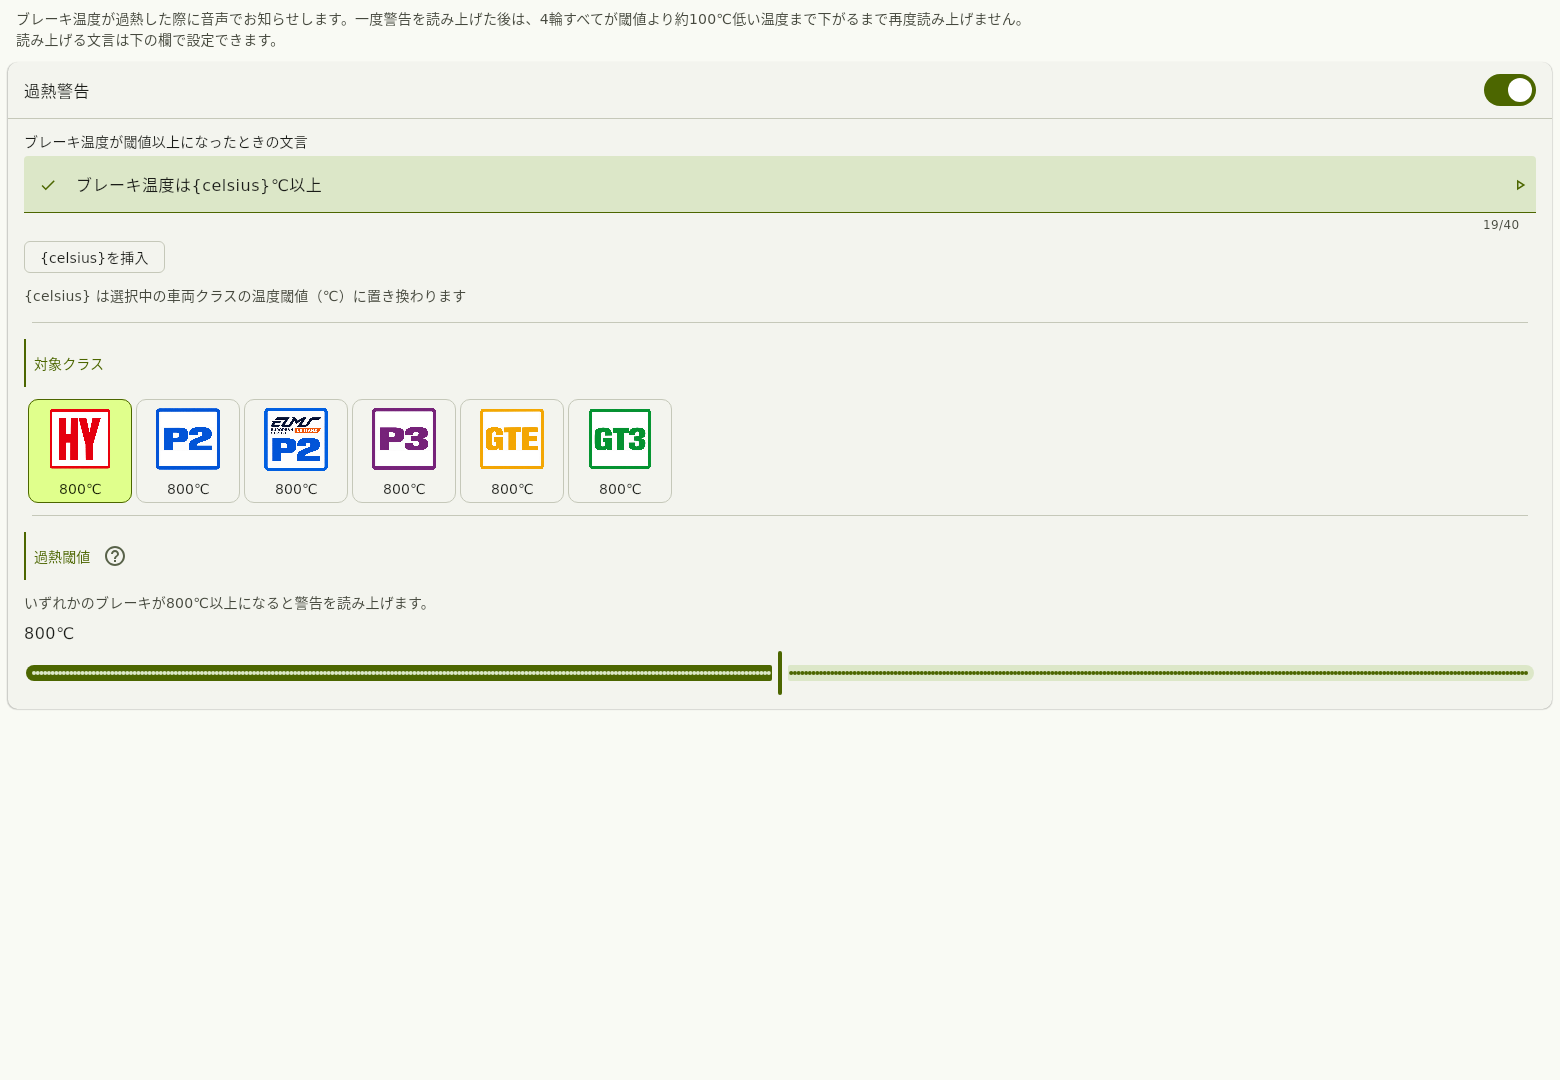 ブレーキ温度が過熱した際に音声でお知らせします。一度警告を読み上げた後は、4輪すべてが閾値より約100℃低い温度まで下がるまで再度読み上げません。
読み上げる文言は下の欄で設定できます。
過熱警告
ブレーキ温度が閾値以上になったときの文言
ブレーキ温度は{celsius}℃以上
19/40
{celsius}を挿入
{celsius} は選択中の車両クラスの温度閾値（℃）に置き換わります
対象クラス
HY P2 ELMS P2 P3 GTE GT3
800℃ 800℃ 800℃ 800℃ 800℃ 800℃
過熱閾値
いずれかのブレーキが800℃以上になると警告を読み上げます。
800℃